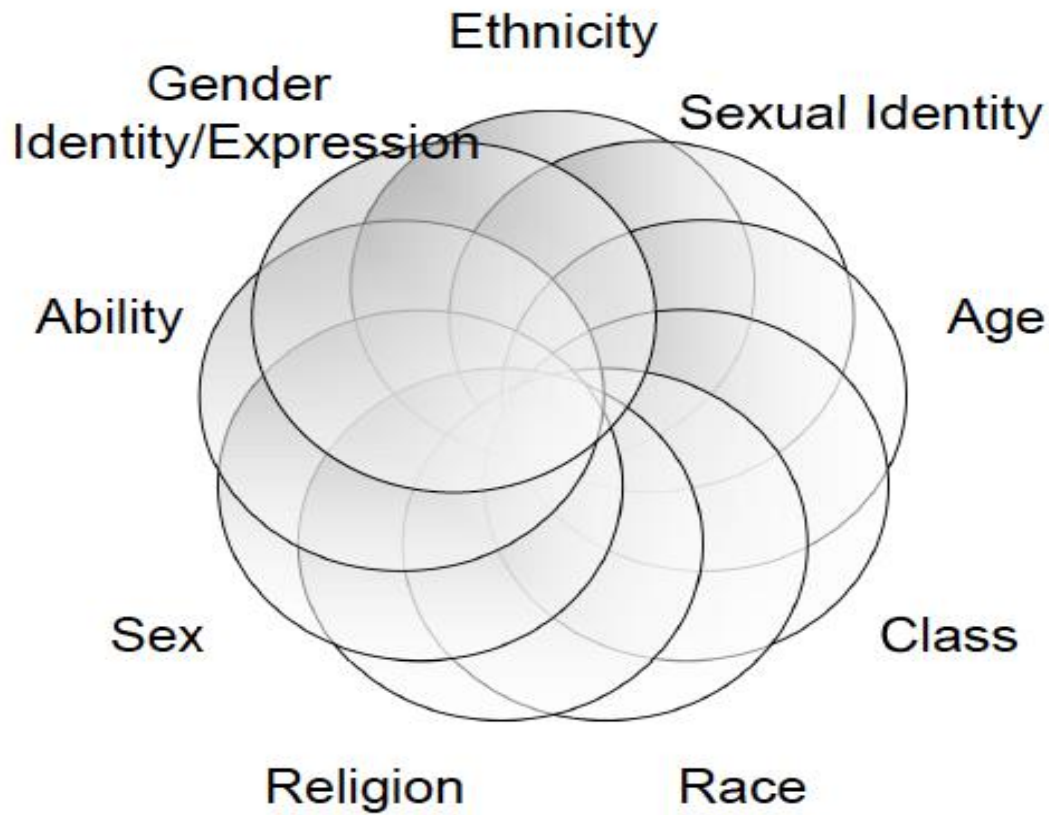 Ethnicity
Gender
Identity/Expression
Sexual Identity
Ability
Age
Sex
Class
Religion
Race